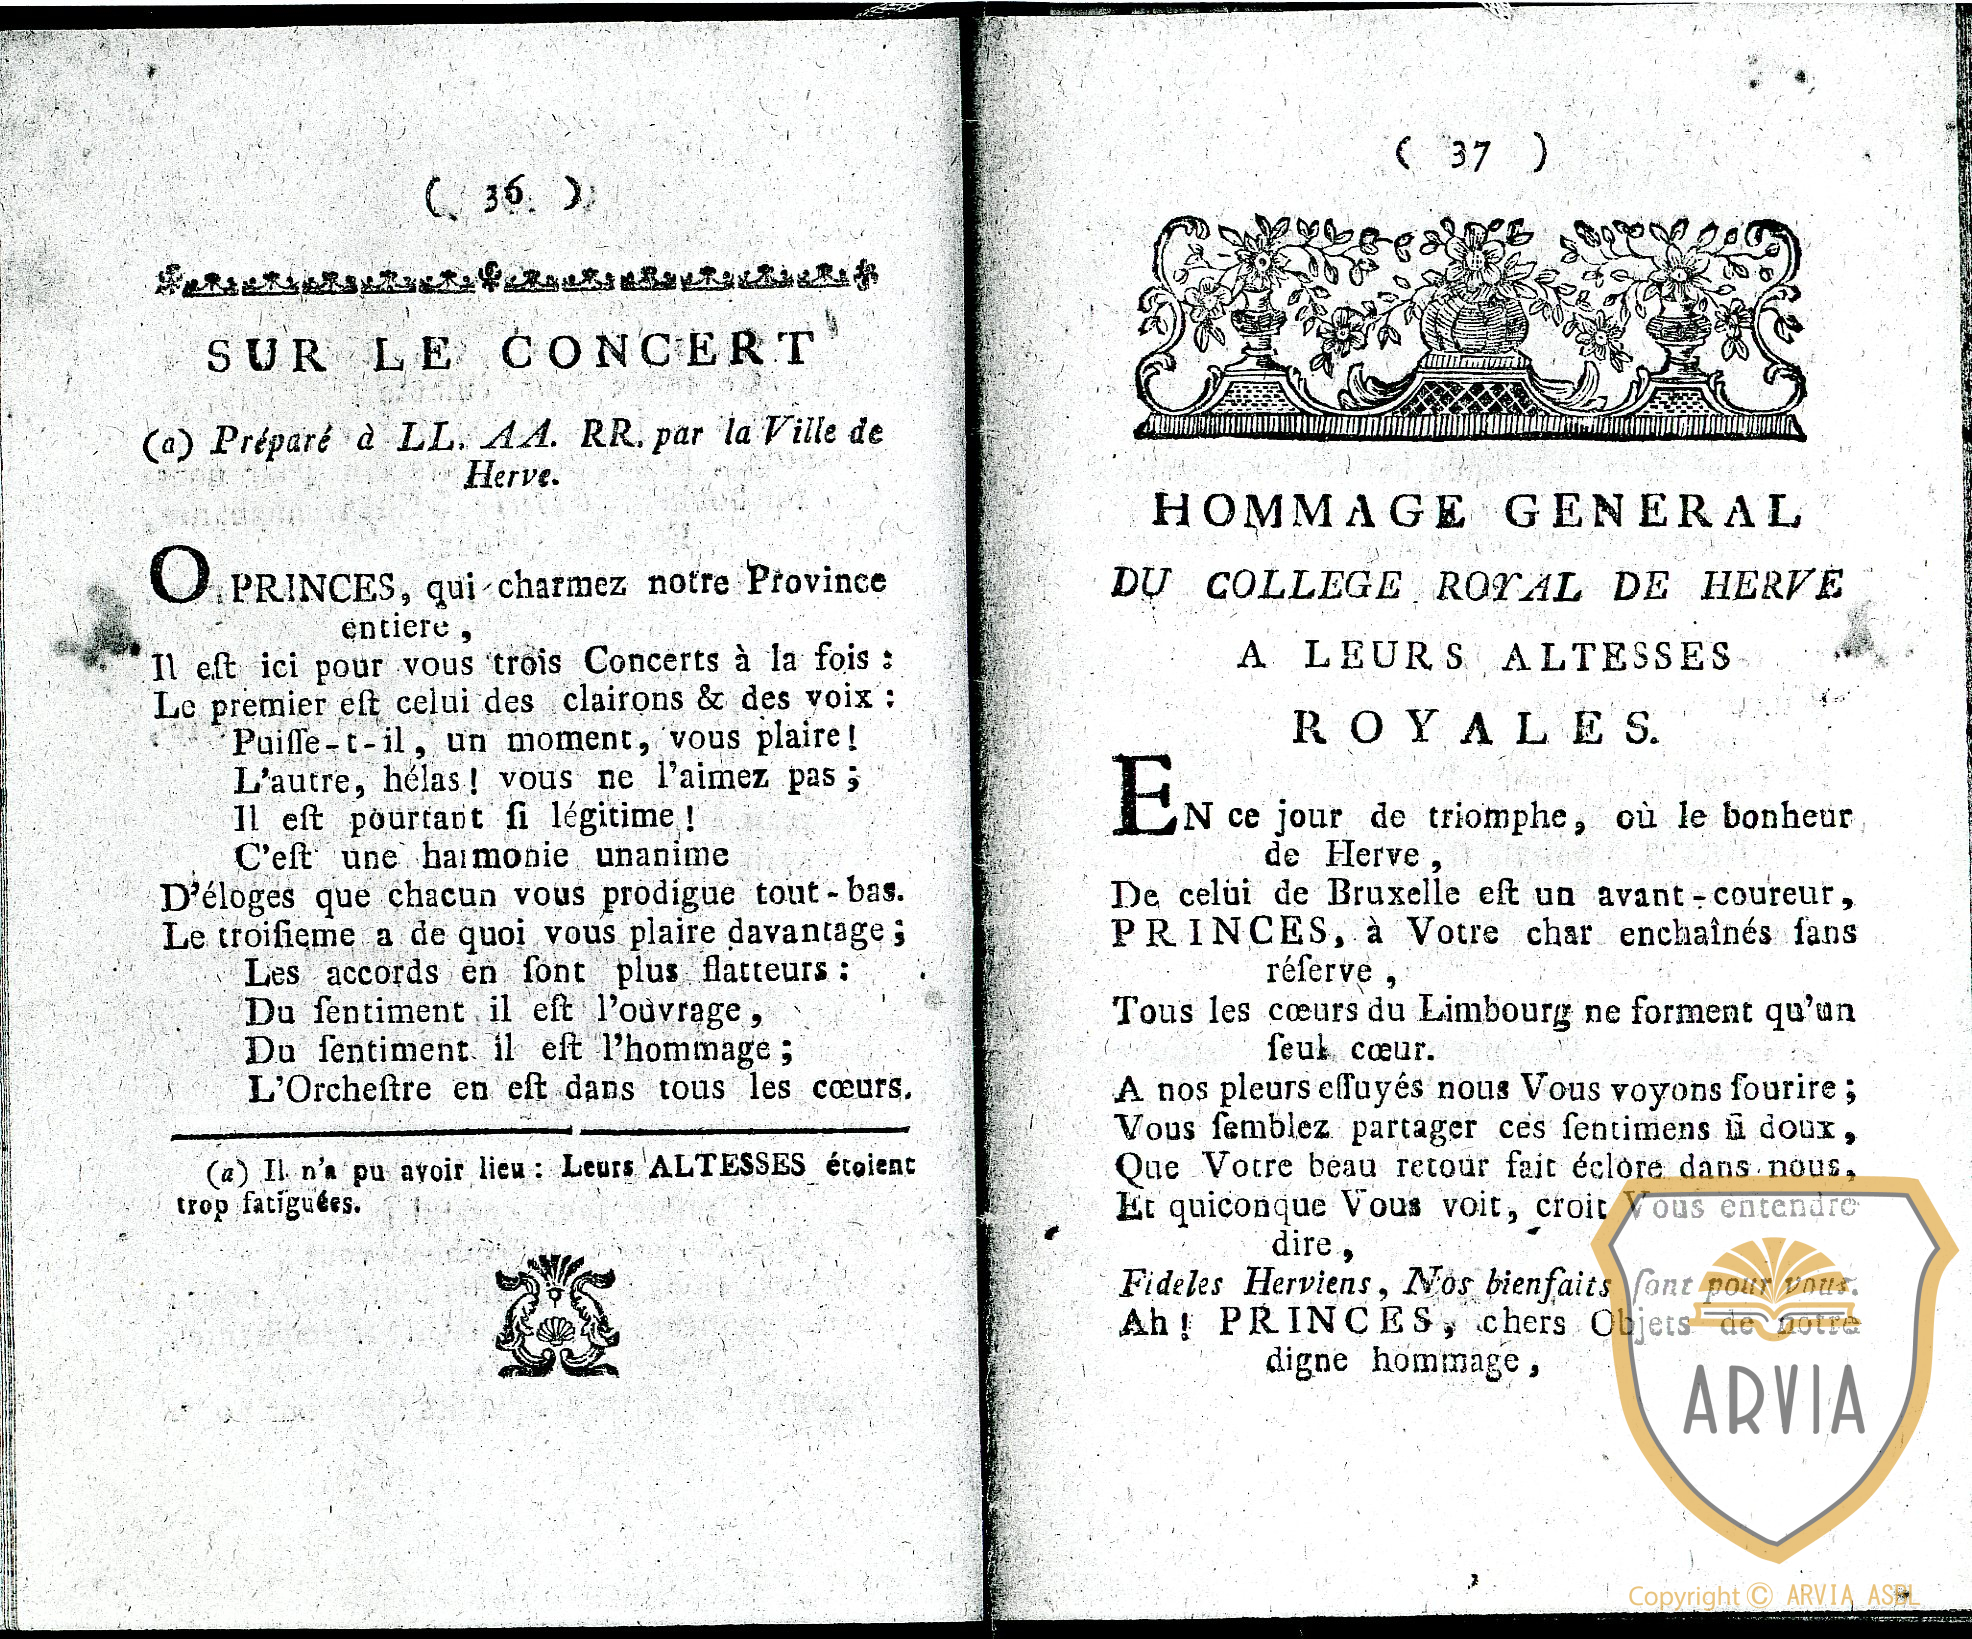 ( 36 )
SUR LE CONCERT
(a) Préparé à LL. AA. RR. par la Ville de
Herve.
O PRINCES, qui charmez notre Province
entiere,
Il eſt ici pour vous trois Concerts à la fois :
Le premier eſt celui des clairons & des voix :
Puiſſe-t-il, un moment, vous plaire!
L'autre, hélas! vous ne l'aimez pas ;
Il eſt pourtant ſi légitime!
C'eſt une harmonie unanime
D'éloges que chacun vous prodigue tout-bas.
Le troiſieme a de quoi vous plaire davantage;
Les accords en ſont plus flatteurs :
Du ſentiment il eſt l'ouvrage,
Du ſentiment il eſt l'hommage;
L'Orcheſtre en eſt dans tous les cœurs.
(a) Il n'a pu avoir lieu : Leurs ALTESSES étoient
trop fatiguées.
( 37 )
HOMMAGE GENERAL
DU COLLEGE ROYAL DE HERVE
A LEURS ALTESSES
ROYALES.
EN ce jour de triomphe, où le bonheur
de Herve,
De celui de Bruxelle eſt un avant-coureur,
PRINCES, à Votre char enchaînés ſans
réſerve,
Tous les cœurs du Limbourg ne forment qu'un
ſeul cœur.
A nos pleurs eſſuyés nous Vous voyons ſourire;
Vous ſemblez partager ces ſentimens ſi doux,
Que Votre beau retour fait éclore dans nous,
Et quiconque Vous voit, croit Vous entendre
dire,
Fideles Herviens, Nos bienfaits ſont pour vous.
Ah! PRINCES, chers Objets de notre
digne hommage,
ARVIA
Copyright © ARVIA ASBL